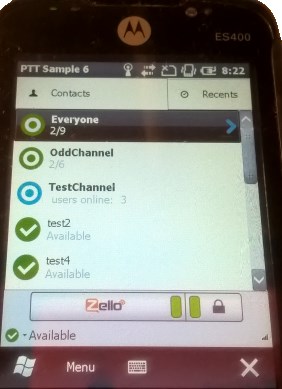 MOTOROLA
ES400
PTT Sample 6
8:22
Contacts
Recents
Everyone
2/9
OddChannel
2/6
TestChannel
users online: 3
test2
Available
test4
Available
Zello
Available
Menu